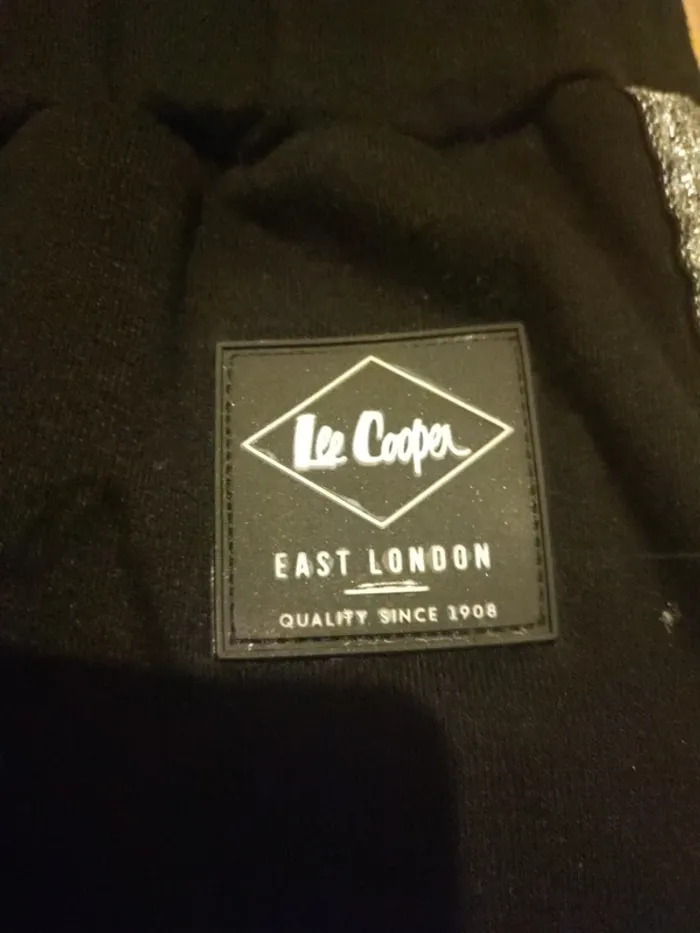 Lee Cooper
EAST LONDON
QUALITY SINCE 1908